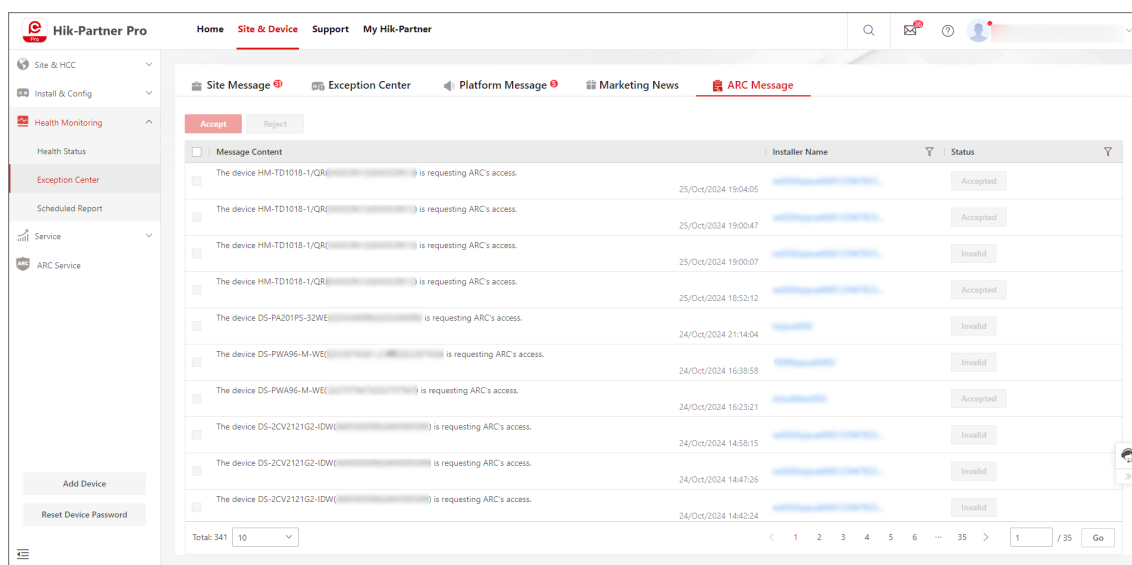 Hik-Partner Pro Home Site & Device Support My Hik-Partner 36
Pro
Site & HCC
Install & Config
Health Monitoring
Health Status
Exception Center
Scheduled Report
Service
ARC ARC Service
Add Device
Reset Device Password
Site Message 31 Exception Center Platform Message 5 Marketing News ARC Message
Accept Reject
Message Content Installer Name Status
The device HM-TD1018-1/QR( ) is requesting ARC's access.
25/Oct/2024 19:04:05 Accepted
The device HM-TD1018-1/QR( ) is requesting ARC's access.
25/Oct/2024 19:00:47 Accepted
The device HM-TD1018-1/QR( is requesting ARC's access.
25/Oct/2024 19:00:07 Invalid
The device HM-TD1018-1/QR( ) is requesting ARC's access.
25/Oct/2024 18:52:12 Accepted
The device DS-PA201PS-32WE is requesting ARC's access.
24/Oct/2024 21:14:04 Invalid
The device DS-PWA96-M-WE( is requesting ARC's access.
24/Oct/2024 16:38:58 Invalid
The device DS-PWA96-M-WE( ) is requesting ARC's access.
24/Oct/2024 16:23:21 Accepted
The device DS-2CV2121G2-IDW( ) is requesting ARC's access.
24/Oct/2024 14:58:15 Invalid
The device DS-2CV2121G2-IDW( is requesting ARC's access.
24/Oct/2024 14:47:26 Invalid
The device DS-2CV2121G2-IDW( ) is requesting ARC's access.
24/Oct/2024 14:42:24 Invalid
Total: 341 10 < 1 2 3 4 5 6 ... 35 > 1 / 35 Go